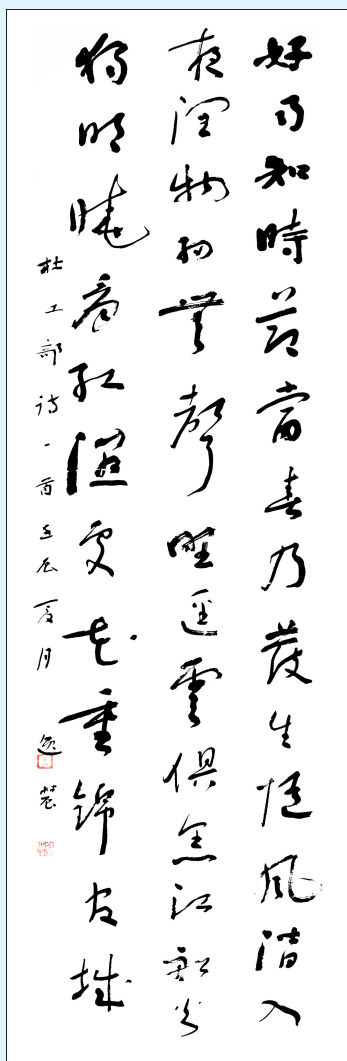 好雨知時節當春乃發生隨風潛入
夜潤物細無聲野徑雲俱黑江船火
獨明曉看紅濕處花重錦官城
杜工部詩一首壬辰夏月 逸